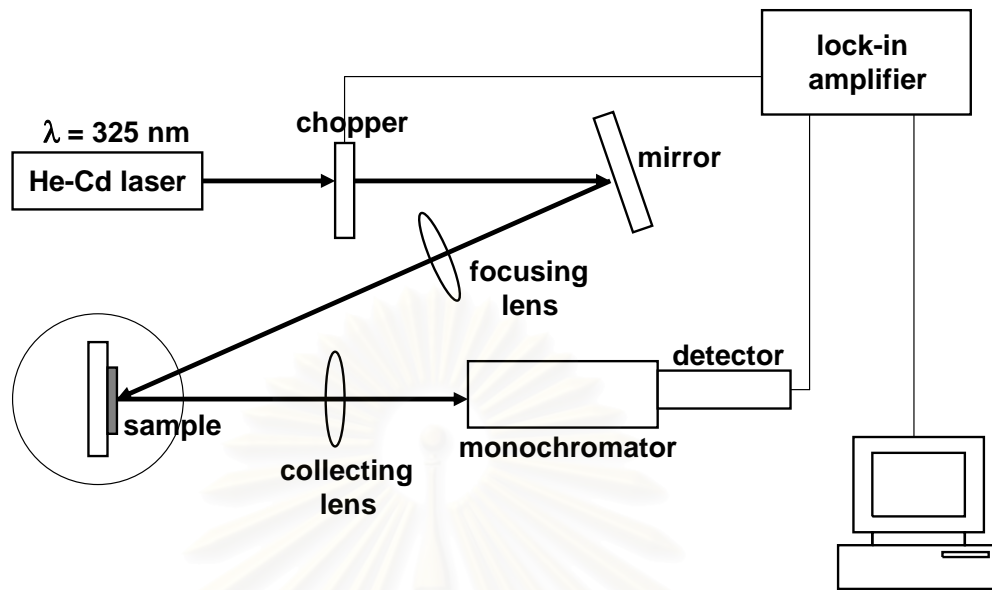 lock-in
amplifier
chopper
λ = 325 nm
He-Cd laser
mirror
focusing
lens
detector
sample
monochromator
collecting
lens